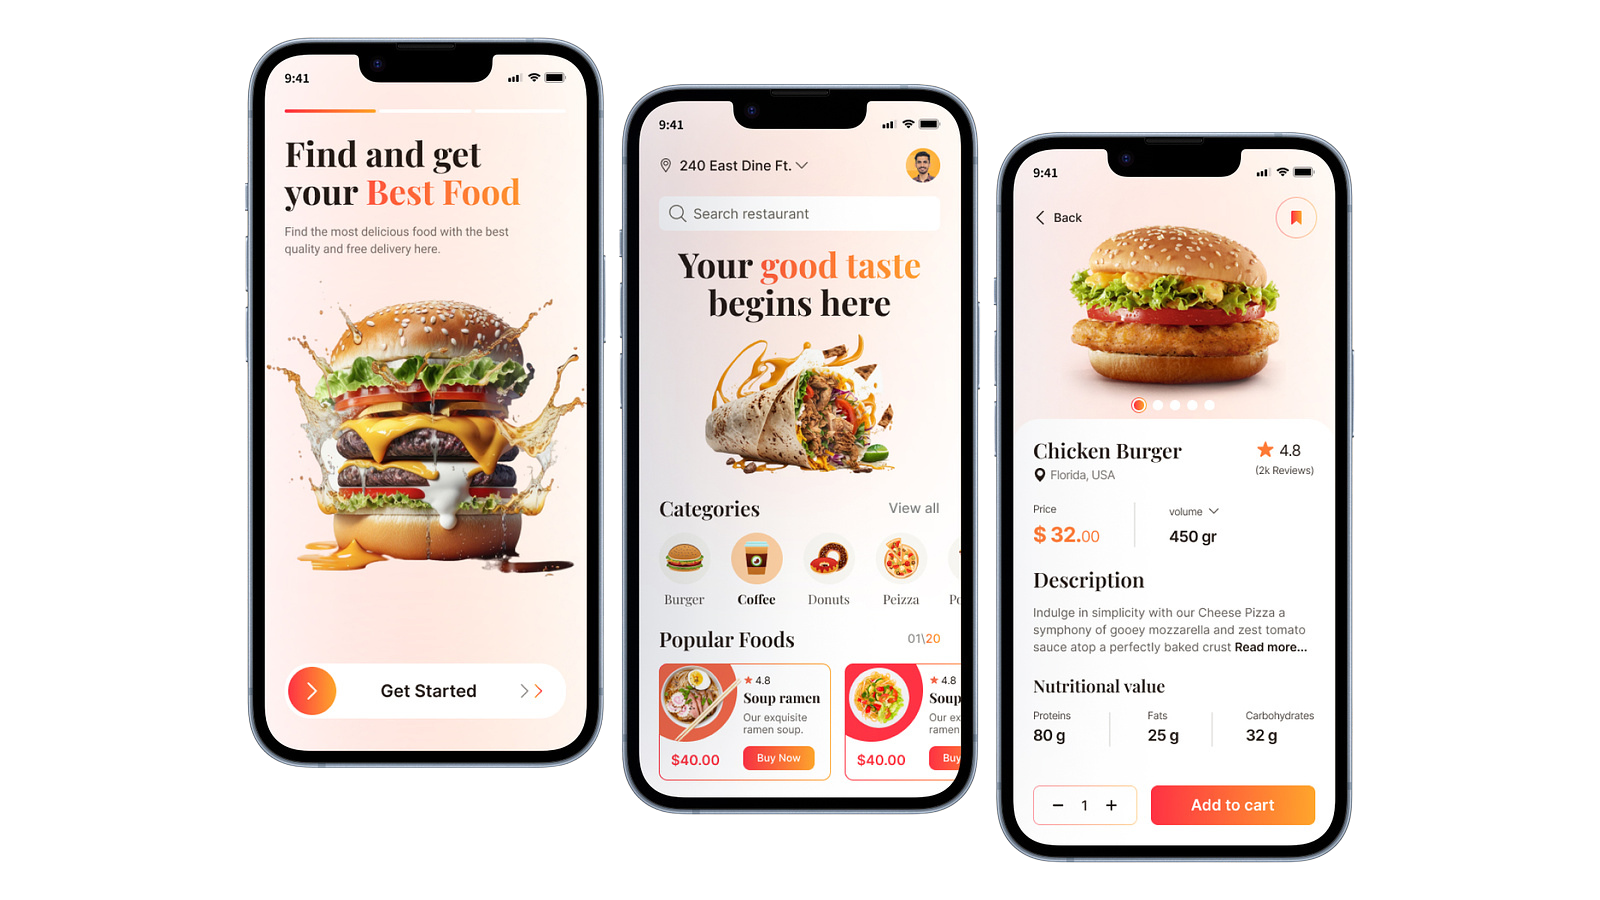 9:41
Find and get
your Best Food
Find the most delicious food with the best
quality and free delivery here.
Get Started
9:41
240 East Dine Ft.
Search restaurant
Your good taste
begins here
Categories
View all
Burger
Coffee
Donuts
Peizza
Pe
Popular Foods
01\20
4.8
Soup ramen
Our exquisite
ramen soup.
$40.00
Buy Now
4.8
Soup
Our ex
ramen
$40.00
Buy
9:41
Back
Chicken Burger
4.8
Florida, USA
(2k Reviews)
Price
volume
$ 32.00
450 gr
Description
Indulge in simplicity with our Cheese Pizza a
symphony of gooey mozzarella and zest tomato
sauce atop a perfectly baked crust Read more...
Nutritional value
Proteins
Fats
Carbohydrates
80 g
25 g
32 g
− 1 +
Add to cart